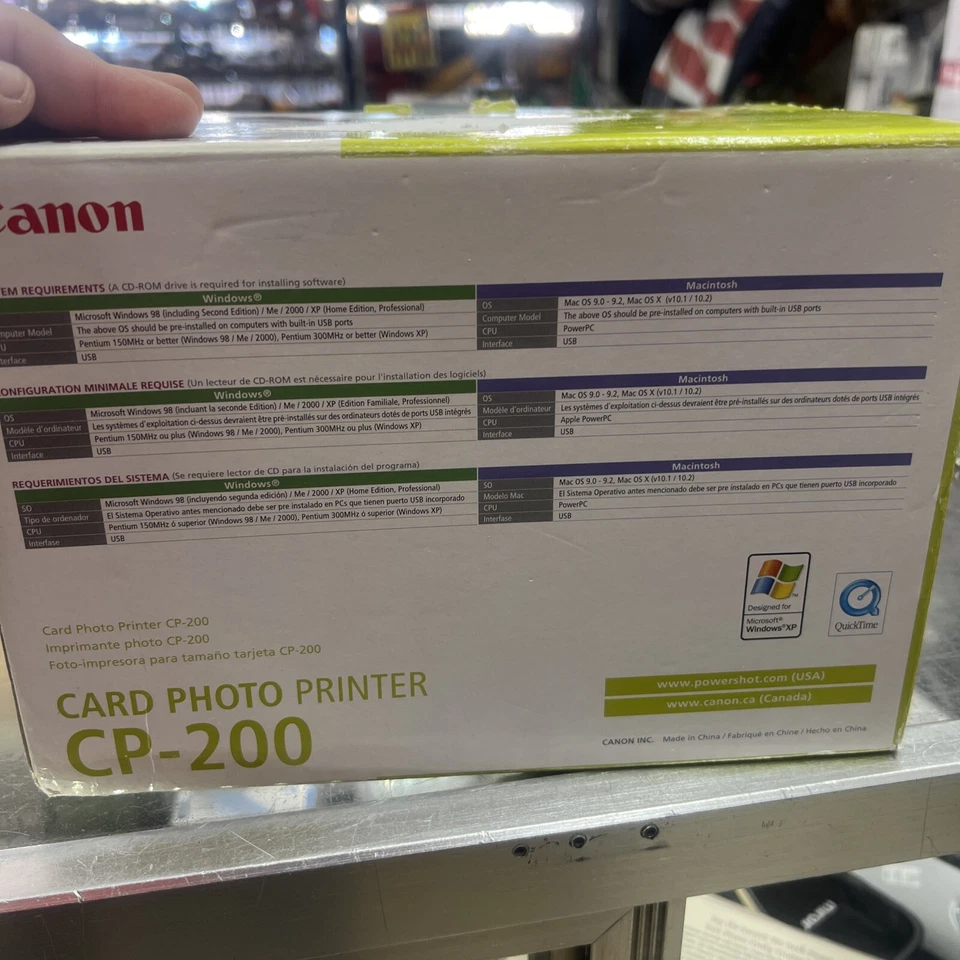 Canon
EM REQUIREMENTS (A CD-ROM drive is required for installing software)
Windows®
Microsoft Windows 98 (including Second Edition) / Me / 2000 / XP (Home Edition, Professional)
mputer Model The above OS should be pre-installed on computers with built-in USB ports
U Pentium 150MHz or better (Windows 98 / Me / 2000), Pentium 300MHz or better (Windows XP)
terface USB
Macintosh
OS Mac OS 9.0 - 9.2, Mac OS X (v10.1 / 10.2)
Computer Model The above OS should be pre-installed on computers with built-in USB ports
CPU PowerPC
Interface USB
ONFIGURATION MINIMALE REQUISE (Un lecteur de CD-ROM est nécessaire pour l'installation des logiciels)
Windows®
OS Microsoft Windows 98 (incluant la seconde Edition) / Me / 2000 / XP (Edition Familiale, Professionnel)
Modèle d'ordinateur Les systèmes d'exploitation ci-dessus devraient être pré-installés sur des ordinateurs dotés de ports USB intégrés
CPU Pentium 150MHz ou plus (Windows 98 / Me / 2000), Pentium 300MHz ou plus (Windows XP)
Interface USB
Macintosh
OS Mac OS 9.0 - 9.2, Mac OS X (v10.1 / 10.2)
Modèle d'ordinateur Les systèmes d'exploitation ci-dessus devraient être pré-installés sur des ordinateurs dotés de ports USB intégrés
CPU Apple PowerPC
Interface USB
REQUERIMIENTOS DEL SISTEMA (Se requiere lector de CD para la instalación del programa)
Windows®
SO Microsoft Windows 98 (incluyendo segunda edición) / Me / 2000 / XP (Home Edition, Professional)
Tipo de ordenador El Sistema Operativo antes mencionado debe ser pre instalado en PCs que tienen puerto USB incorporado
CPU Pentium 150MHz ó superior (Windows 98 / Me / 2000), Pentium 300MHz ó superior (Windows XP)
Interfase USB
Macintosh
SO Mac OS 9.0 - 9.2, Mac OS X (v10.1 / 10.2)
Modelo Mac El Sistema Operativo antes mencionado debe ser pre instalado en PCs que tienen puerto USB incorporado
CPU PowerPC
Interfase USB
Card Photo Printer CP-200
Imprimante photo CP-200
Foto-impresora para tamaño tarjeta CP-200
CARD PHOTO PRINTER
CP-200
TM
Designed for
Microsoft®
Windows®XP
QuickTime
www.powershot.com (USA)
www.canon.ca (Canada)
CANON INC. Made in China / Fabriqué en Chine / Hecho en China